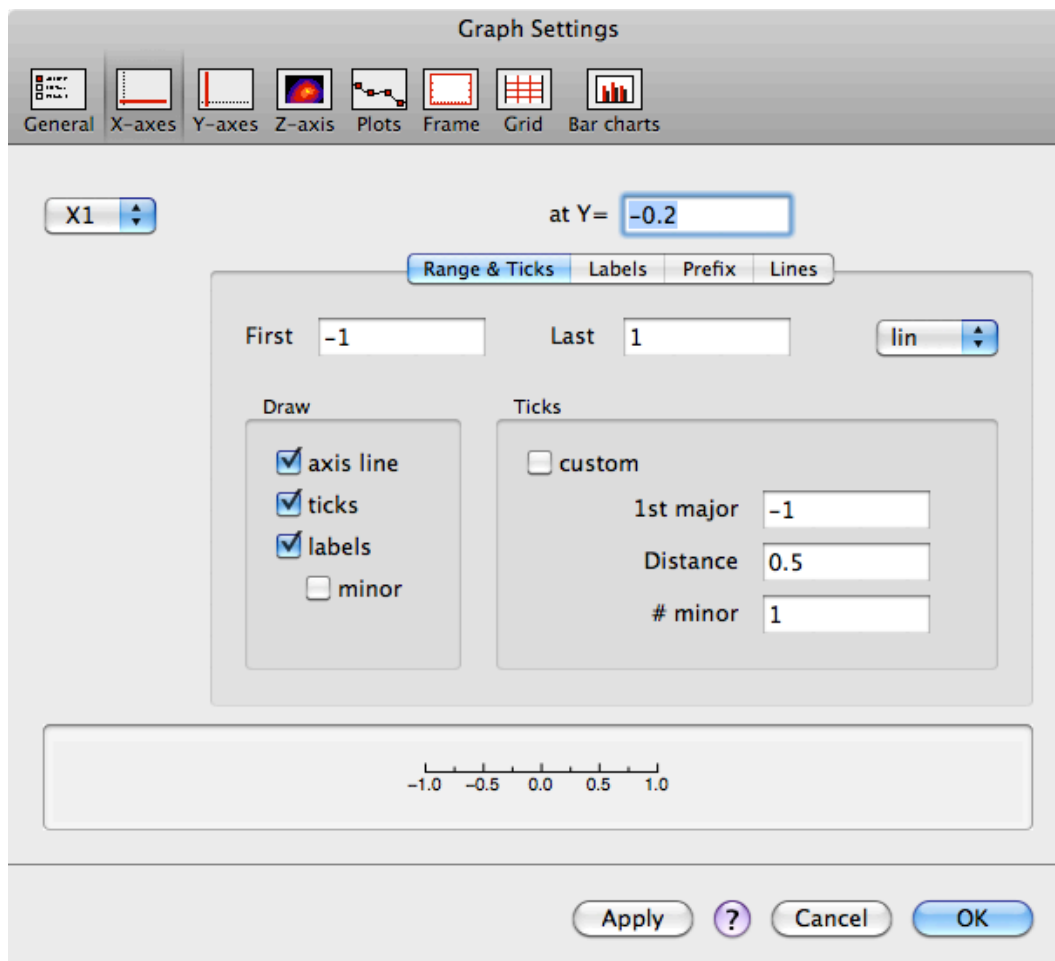 Graph Settings
General X-axes Y-axes Z-axis Plots Frame Grid Bar charts
X1 at Y= -0.2
Range & Ticks Labels Prefix Lines
First -1 Last 1 lin
Draw Ticks
axis line custom
ticks 1st major -1
labels Distance 0.5
minor # minor 1
-1.0 -0.5 0.0 0.5 1.0
Apply ? Cancel OK